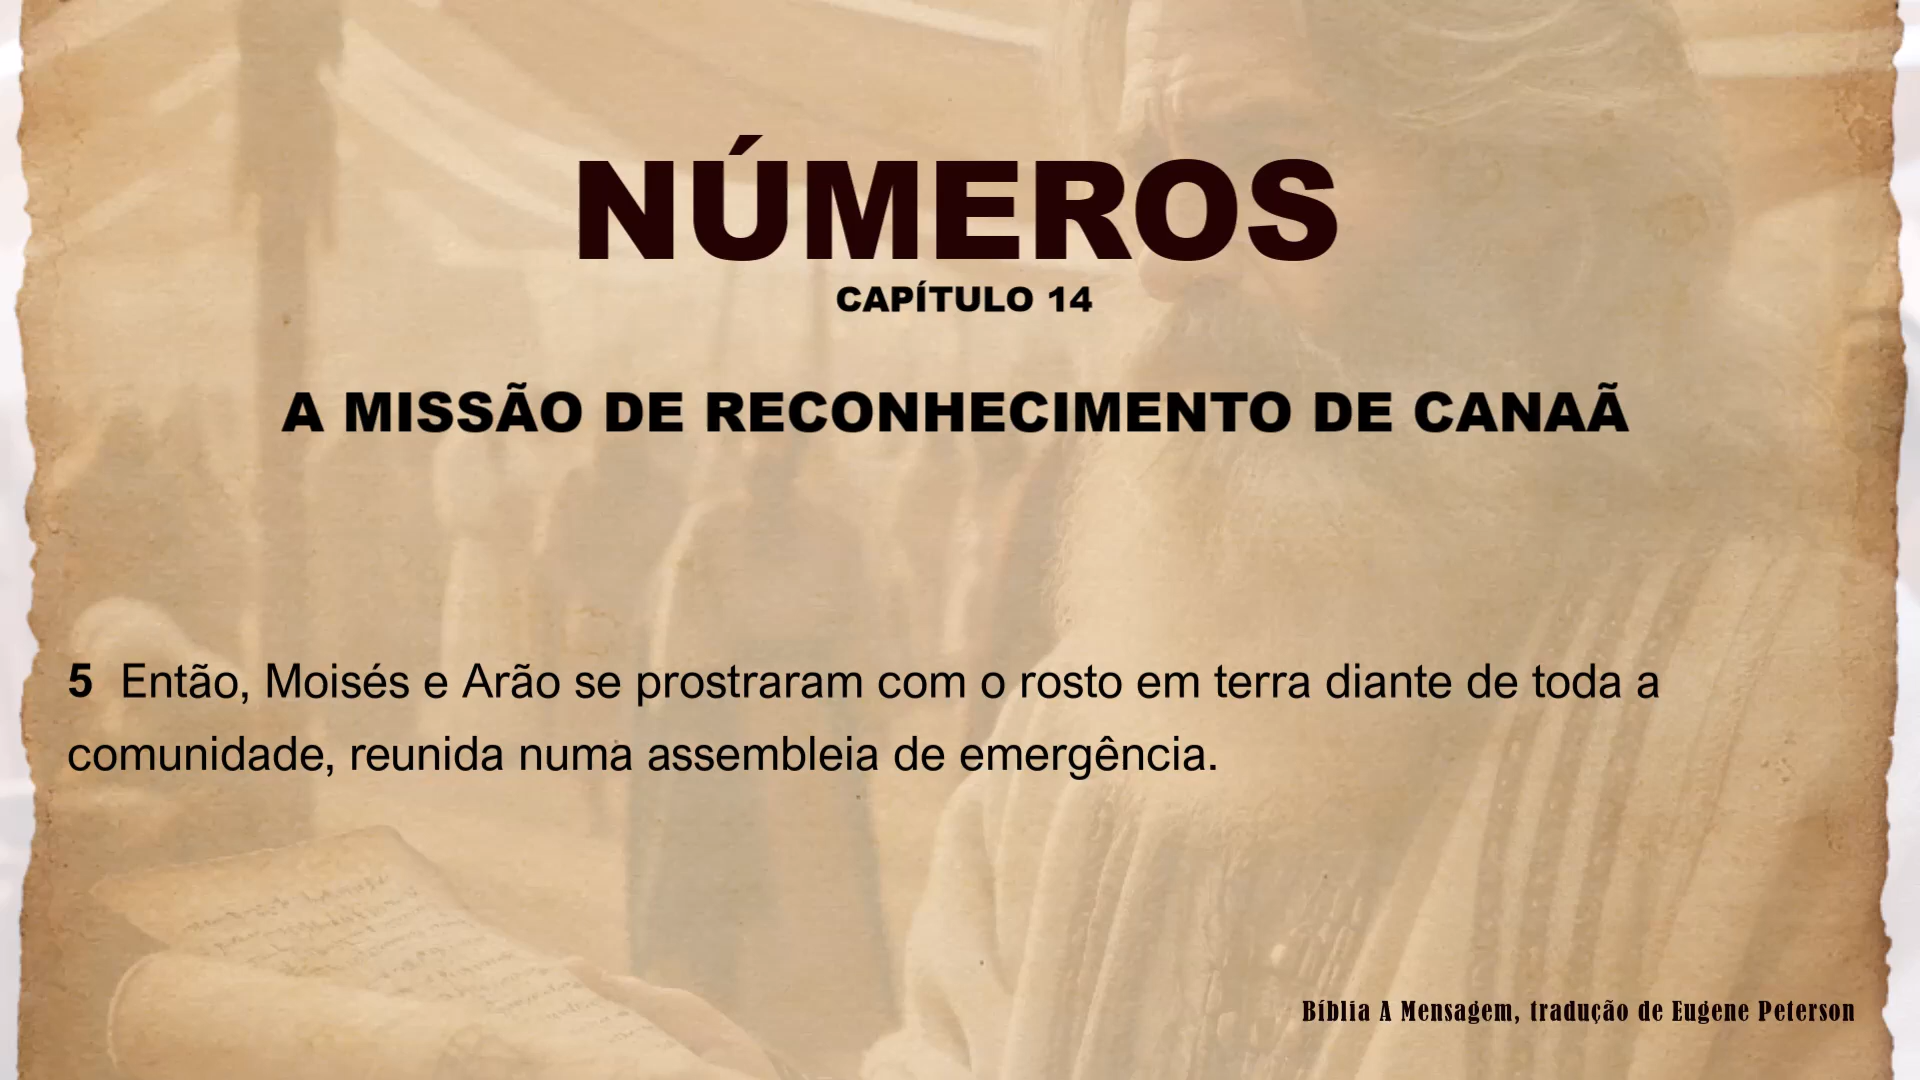 NÚMEROS
CAPÍTULO 14
A MISSÃO DE RECONHECIMENTO DE CANAÃ
5 Então, Moisés e Arão se prostraram com o rosto em terra diante de toda a
comunidade, reunida numa assembleia de emergência.
Bíblia A Mensagem, tradução de Eugene Peterson